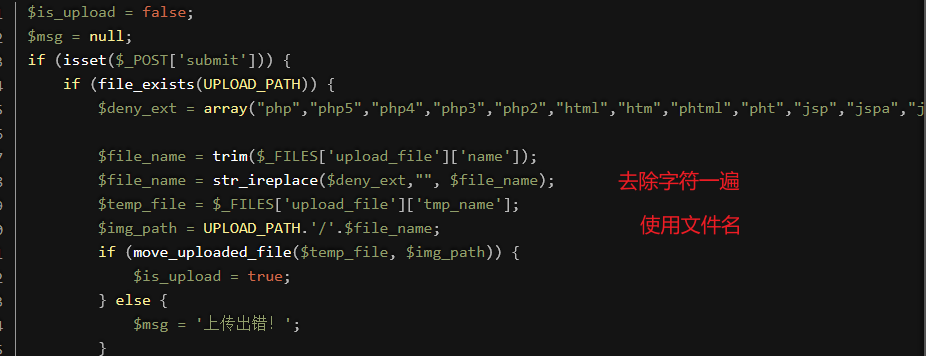 $is_upload = false;
$msg = null;
if (isset($_POST['submit'])) {
if (file_exists(UPLOAD_PATH)) {
$deny_ext = array("php","php5","php4","php3","php2","html","htm","phtml","pht","jsp","jspa","j
$file_name = trim($_FILES['upload_file']['name']);
$file_name = str_ireplace($deny_ext,"", $file_name); 去除字符一遍
$temp_file = $_FILES['upload_file']['tmp_name'];
$img_path = UPLOAD_PATH.'/'.$file_name; 使用文件名
if (move_uploaded_file($temp_file, $img_path)) {
$is_upload = true;
} else {
$msg = '上传出错！';
}